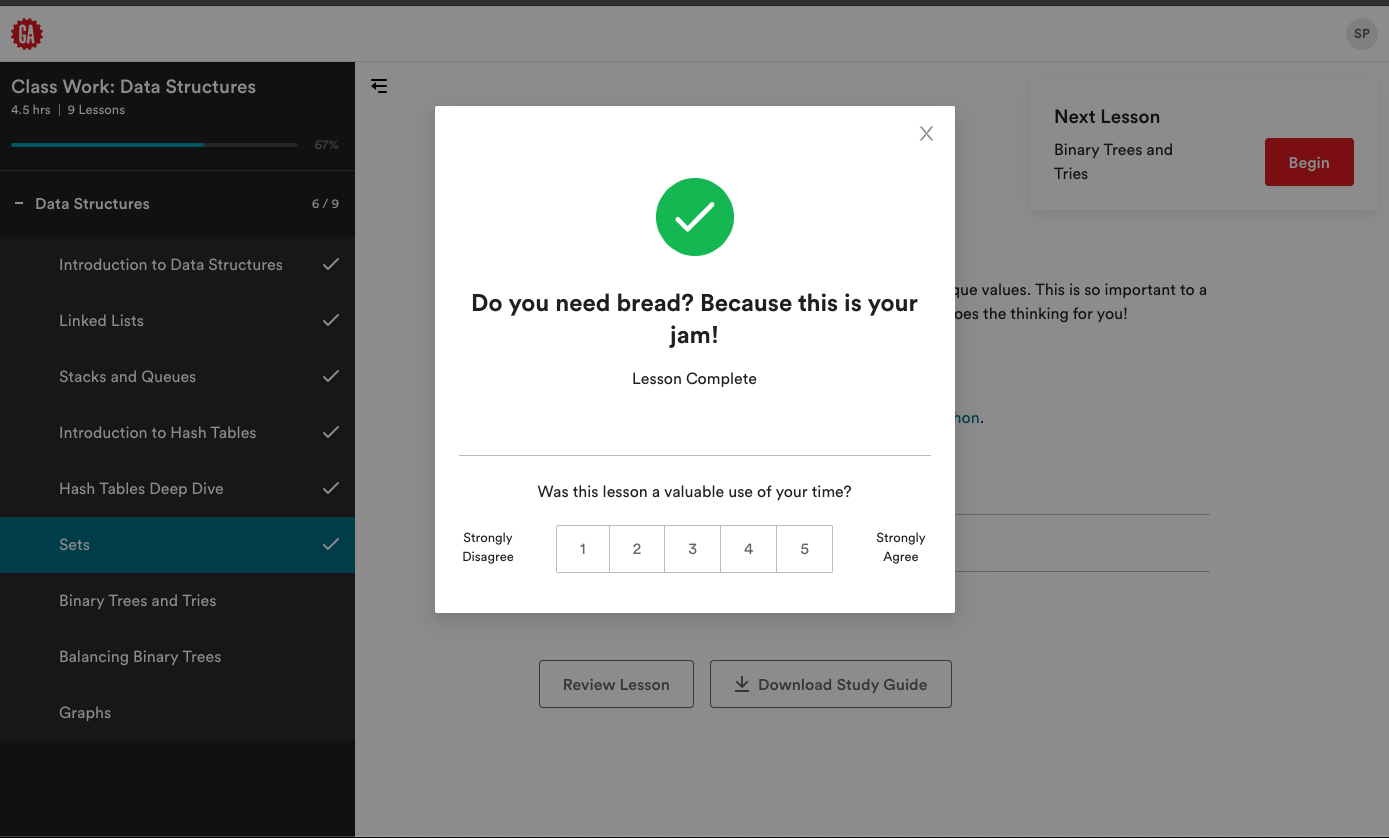 GA
SP
Class Work: Data Structures
4.5 hrs | 9 Lessons
67%
Data Structures 6 / 9
Introduction to Data Structures
Linked Lists
Stacks and Queues
Introduction to Hash Tables
Hash Tables Deep Dive
Sets
Binary Trees and Tries
Balancing Binary Trees
Graphs
X
Do you need bread? Because this is your
jam!
Lesson Complete
Was this lesson a valuable use of your time?
Strongly
Disagree
1 2 3 4 5
Strongly
Agree
Next Lesson
Binary Trees and
Tries
Begin
que values. This is so important to a
oes the thinking for you!
non.
Review Lesson
Download Study Guide